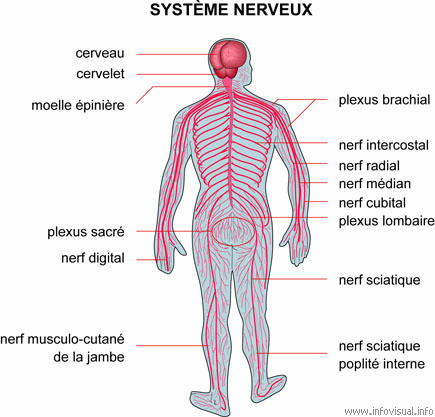 SYSTÈME NERVEUX
cerveau
cervelet
moelle épinière
plexus brachial
nerf intercostal
nerf radial
nerf médian
nerf cubital
plexus lombaire
plexus sacré
nerf digital
nerf sciatique
nerf musculo-cutané
de la jambe
nerf sciatique
poplité interne
www.infovisual.info